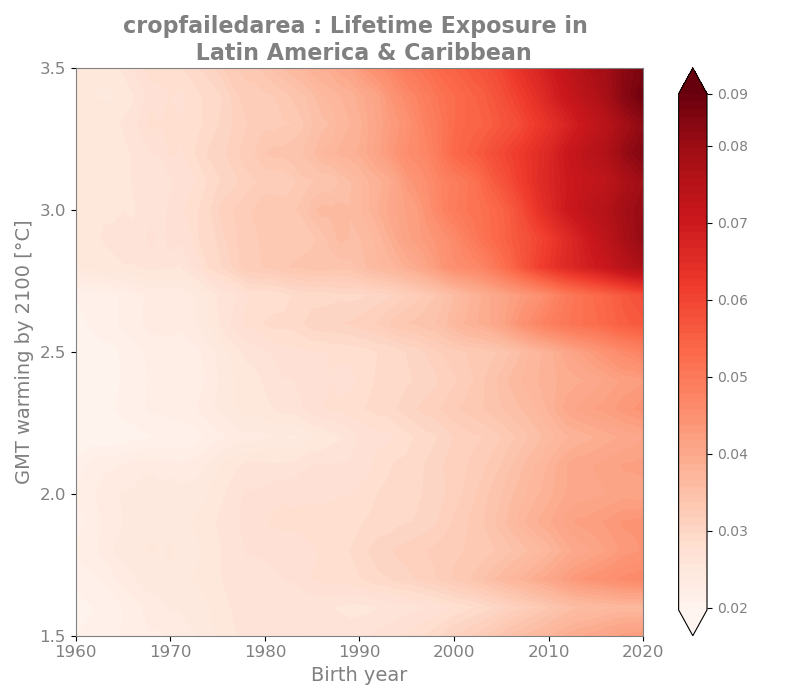 cropfailedarea : Lifetime Exposure in
Latin America & Caribbean
GMT warming by 2100 [°C]
3.5
3.0
2.5
2.0
1.5
1960 1970 1980 1990 2000 2010 2020
Birth year
0.09
0.08
0.07
0.06
0.05
0.04
0.03
0.02